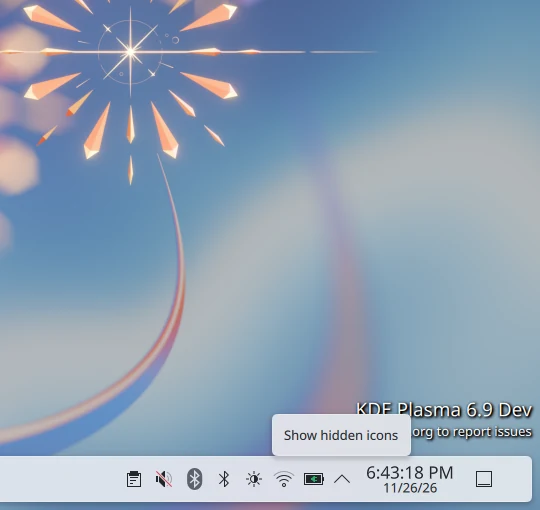 KDE Plasma 6.9 Dev
Show hidden icons
org to report issues
6:43:18 PM
11/26/26